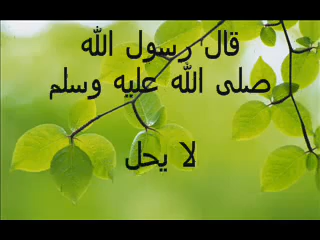 قال رسول الله
صلى الله عليه وسلم
لا يحل